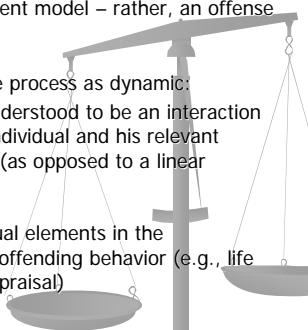 ent model – rather, an offense
e process as dynamic:
derstood to be an interaction
ndividual and his relevant
(as opposed to a linear
ual elements in the
offending behavior (e.g., life
praisal)